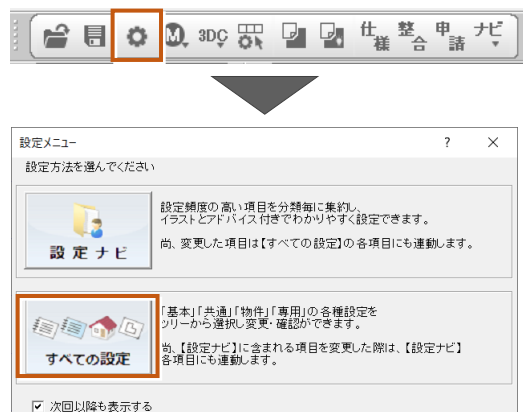 M 3DC 仕様 整合 申請 ナビ
設定メニュー ? ×
設定方法を選んでください
設定ナビ
設定頻度の高い項目を分類毎に集約し、
イラストとアドバイス付きでわかりやすく設定できます。
尚、変更した項目は【すべての設定】の各項目にも連動します。
すべての設定
「基本」「共通」「物件」「専用」の各種設定を
ツリーから選択し変更・確認ができます。
尚、【設定ナビ】に含まれる項目を変更した際は、【設定ナビ】
各項目にも連動します。
次回以降も表示する